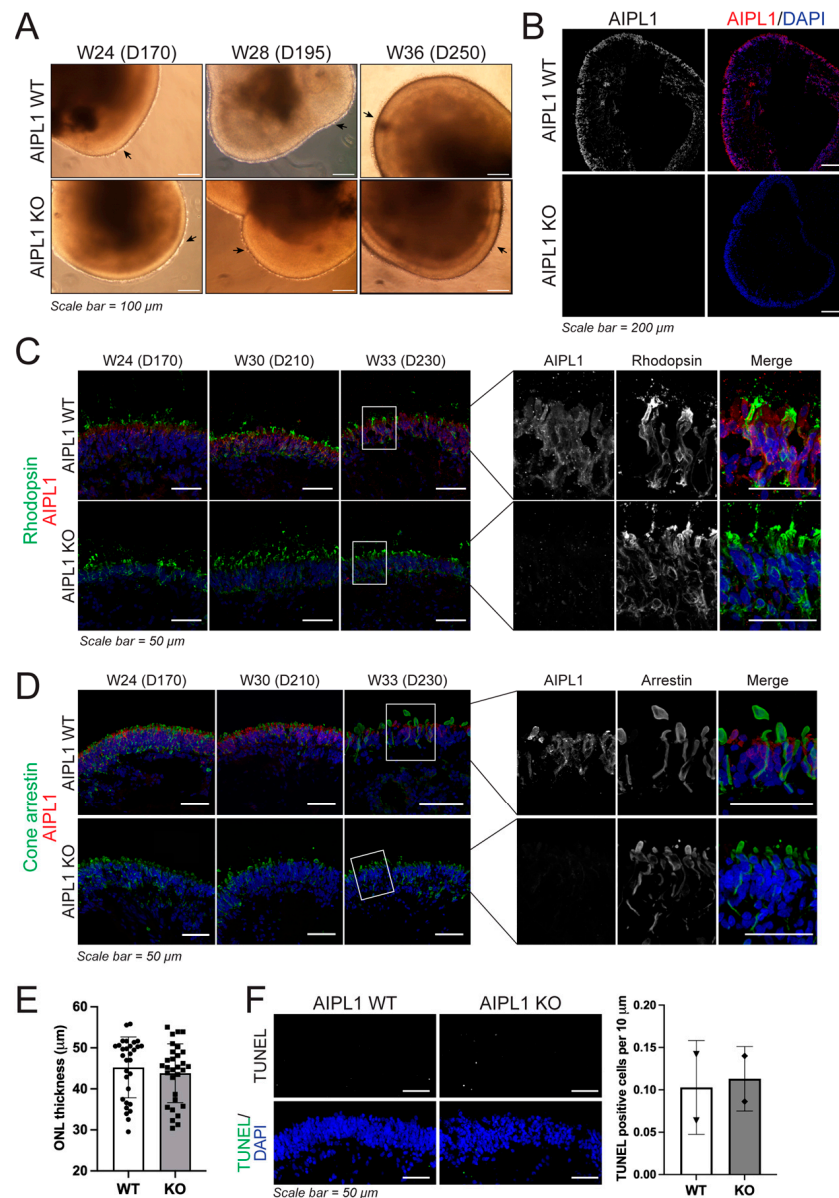 A
W24 (D170) W28 (D195) W36 (D250)
AIPL1 WT
AIPL1 KO
Scale bar = 100 µm
B
AIPL1 AIPL1/DAPI
AIPL1 WT
AIPL1 KO
Scale bar = 200 µm
C
W24 (D170) W30 (D210) W33 (D230) AIPL1 Rhodopsin Merge
Rhodopsin
AIPL1
AIPL1 WT
AIPL1 KO
Scale bar = 50 µm
D
W24 (D170) W30 (D210) W33 (D230) AIPL1 Arrestin Merge
Cone arrestin
AIPL1
AIPL1 WT
AIPL1 KO
Scale bar = 50 µm
E
ONL thickness (µm)
60
50
40
30
20
WT KO
F
AIPL1 WT AIPL1 KO
TUNEL
TUNEL/
DAPI
Scale bar = 50 µm
TUNEL positive cells per 10 µm
0.20
0.15
0.10
0.05
0.00
WT KO